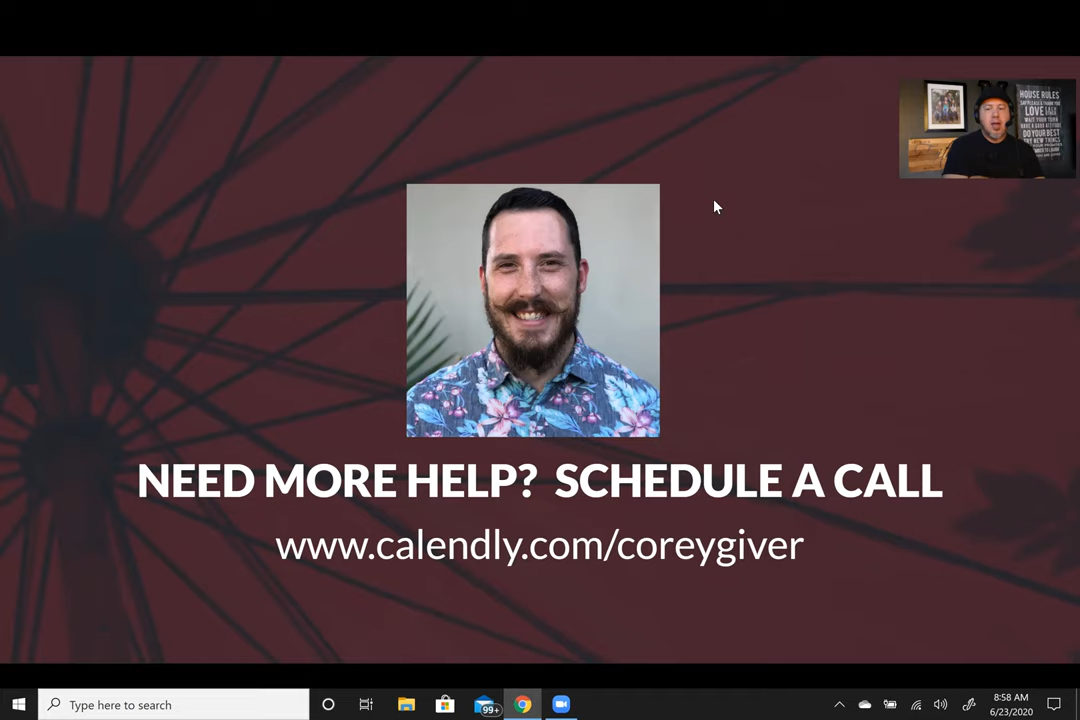 HOUSE RULES
LOVE
DO YOUR BEST
NEED MORE HELP? SCHEDULE A CALL
www.calendly.com/coreygiver
Type here to search
99+
8:58 AM
6/23/2020